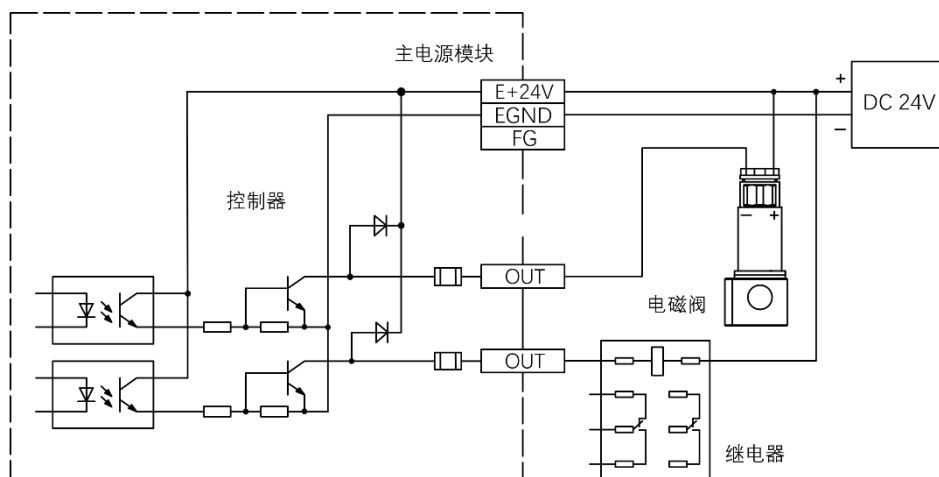 主电源模块
E+24V
EGND
FG
+
DC 24V
−
控制器
− +
OUT
电磁阀
OUT
继电器